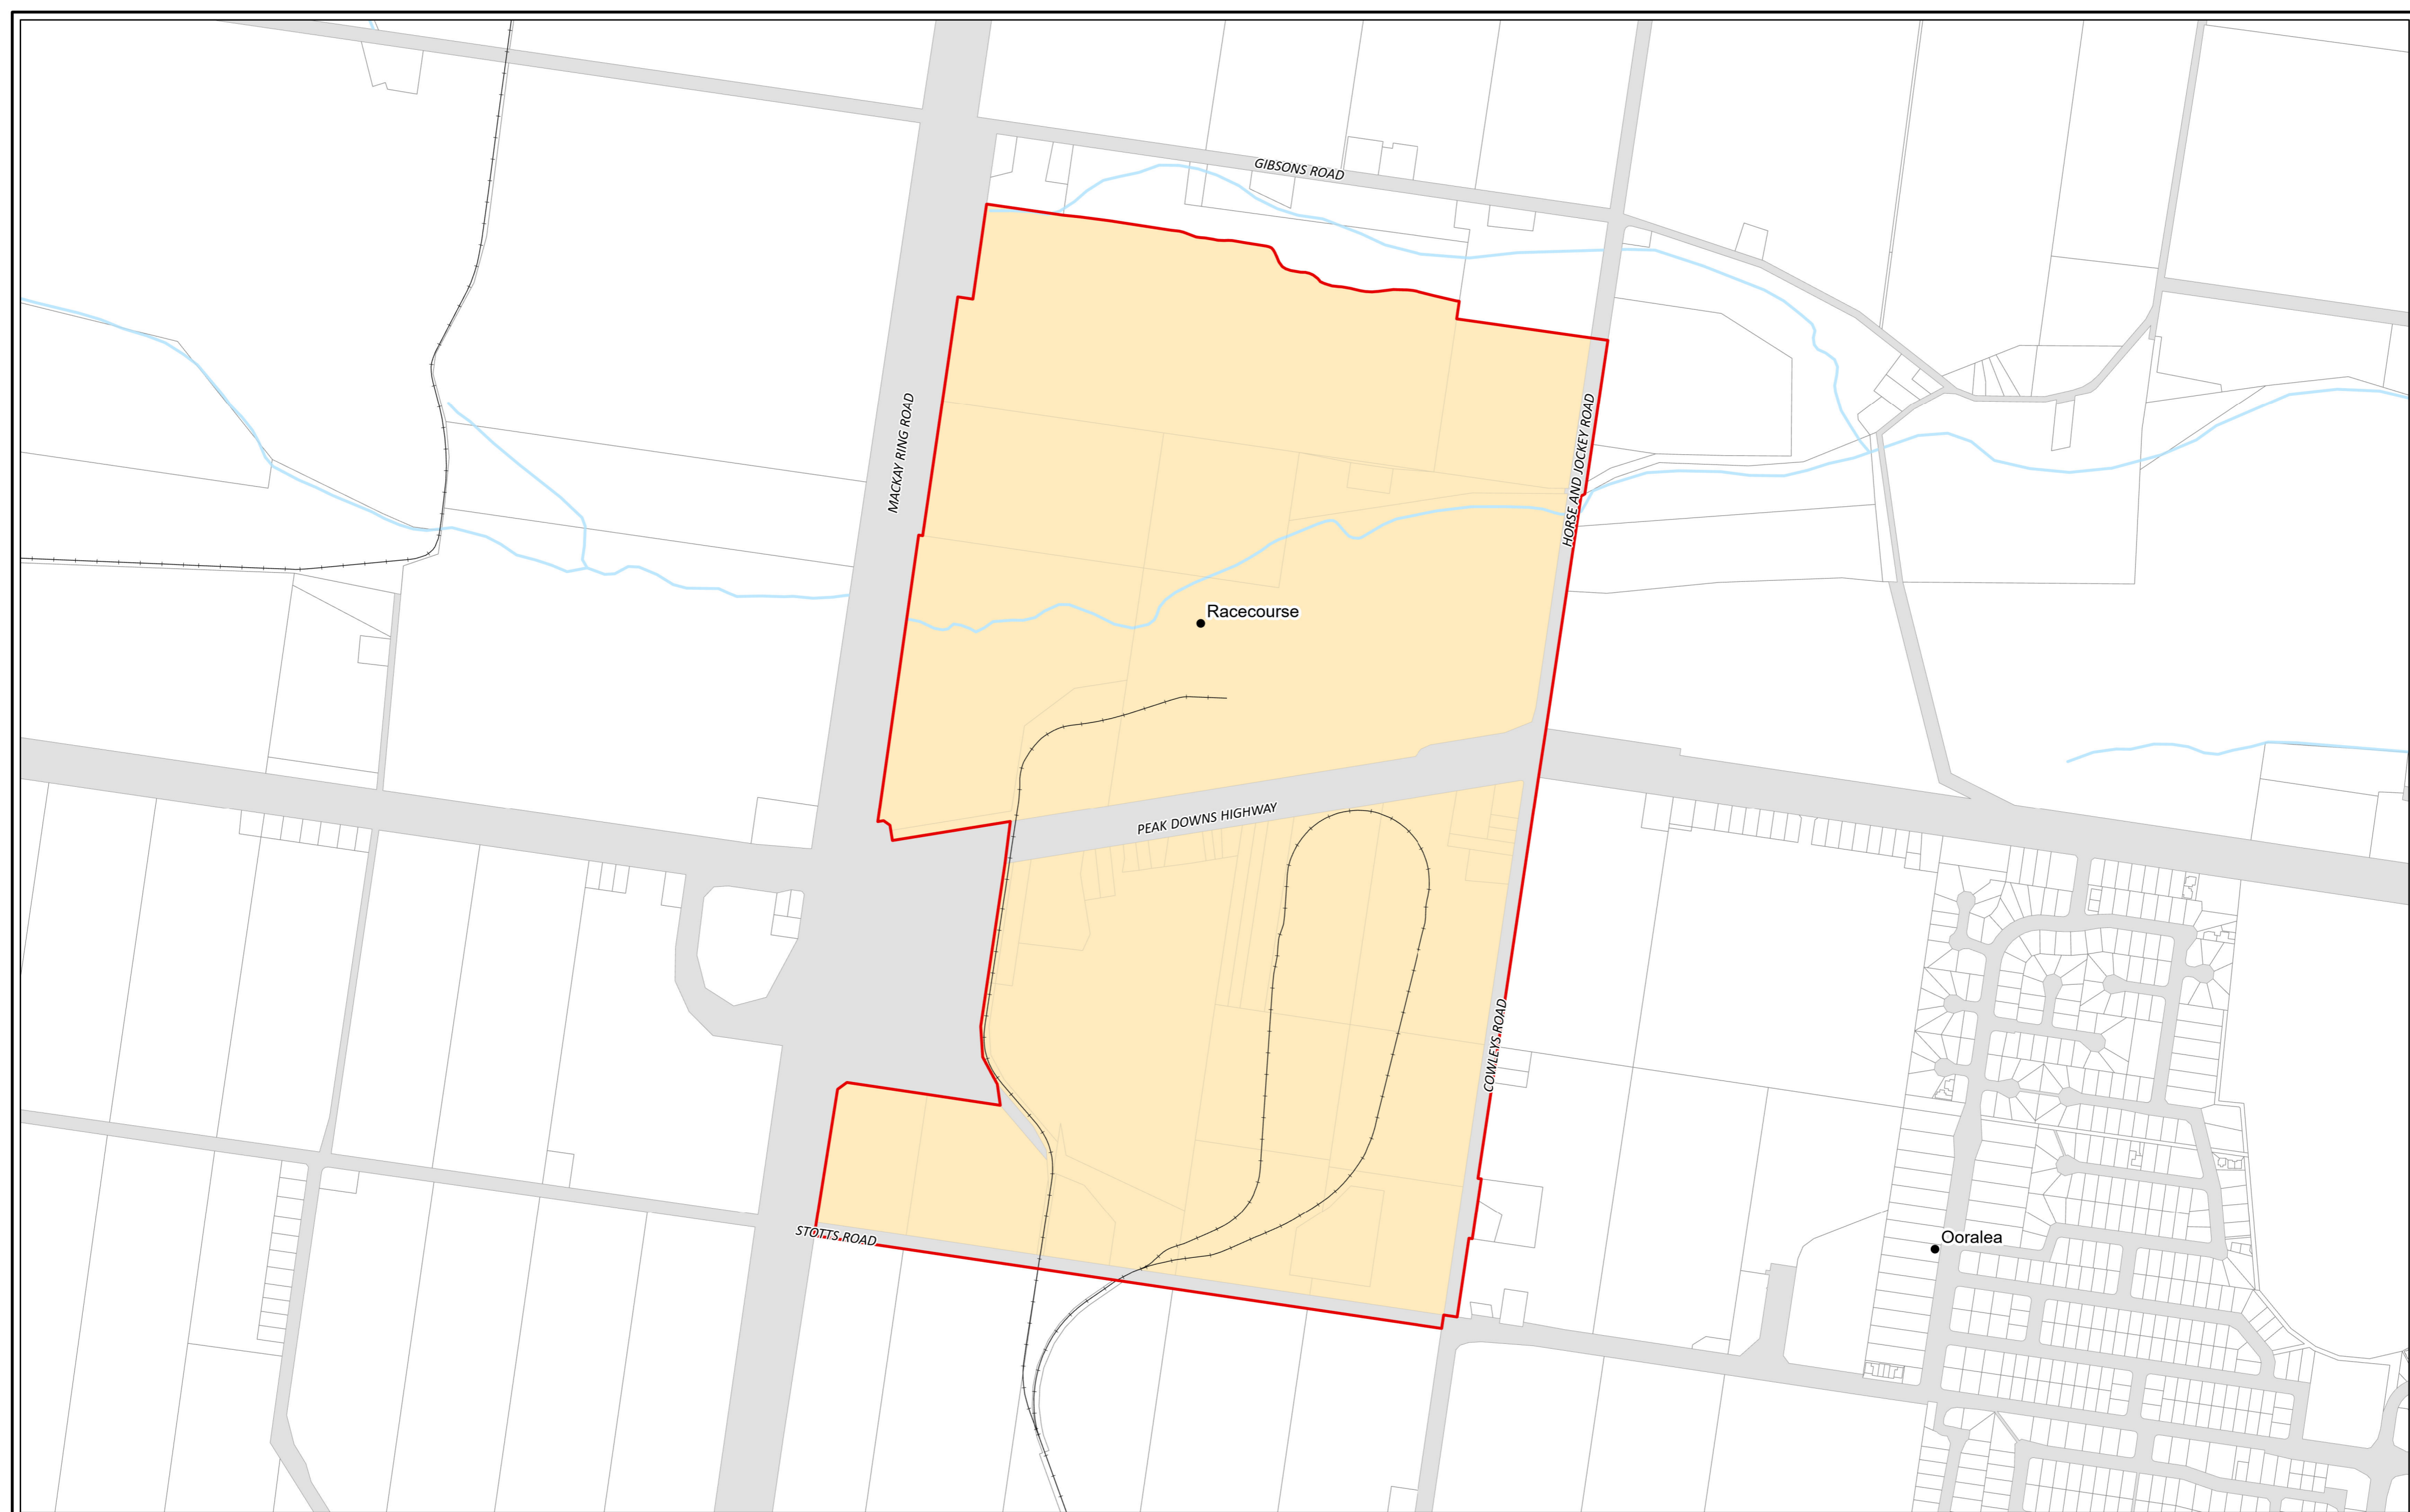 GIBSONS ROAD
MACKAY RING ROAD
HORSE AND JOCKEY ROAD
Racecourse
PEAK DOWNS HIGHWAY
COWLEYS ROAD
STOTTS ROAD
Ooralea